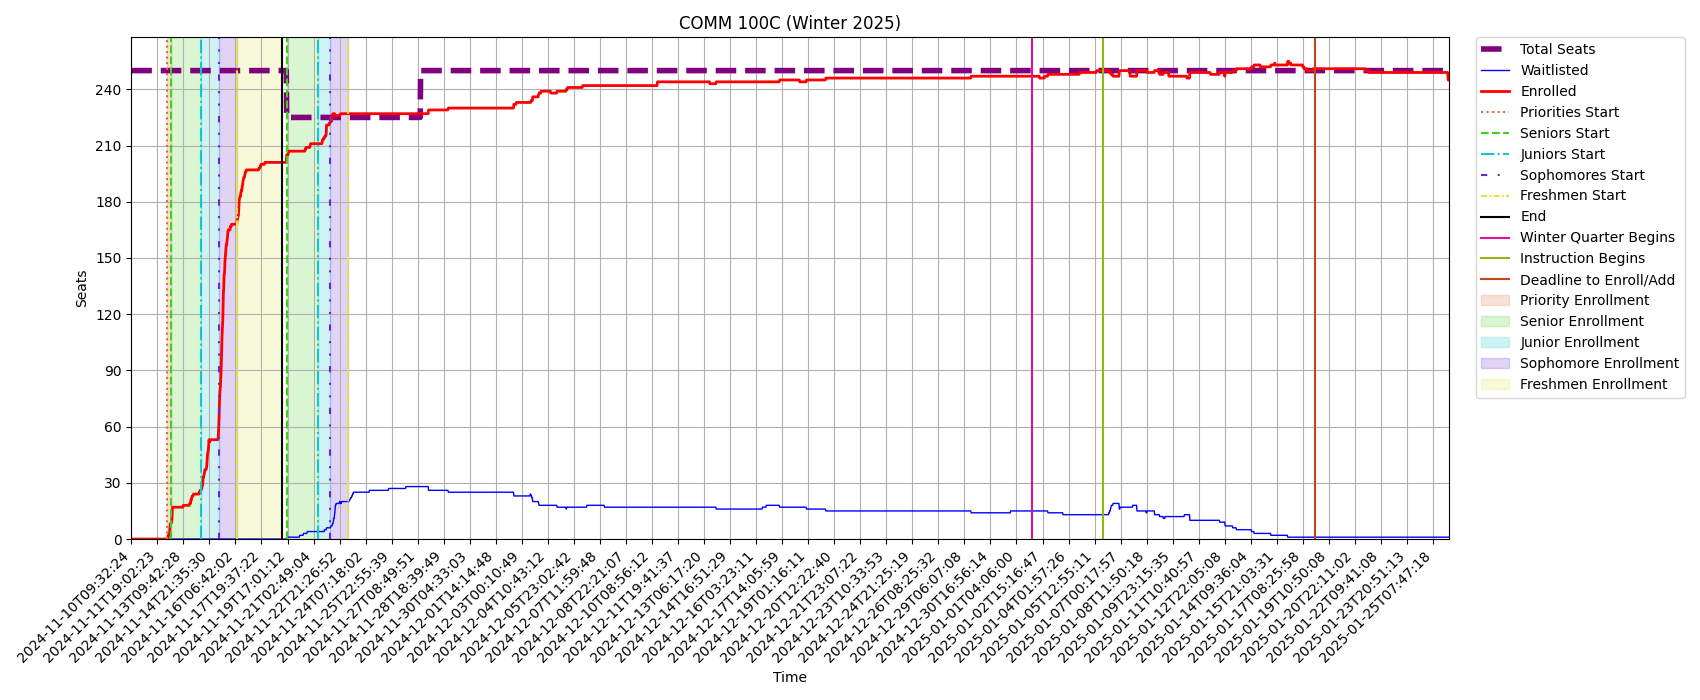 COMM 100C (Winter 2025)
Seats
240
210
180
150
120
90
60
30
0
2024-11-10T09:32:24
2024-11-11T19:02:23
2024-11-13T09:42:28
2024-11-14T21:35:30
2024-11-16T06:42:02
2024-11-17T19:37:22
2024-11-19T17:01:12
2024-11-21T02:49:04
2024-11-22T21:26:52
2024-11-24T07:18:02
2024-11-25T22:55:39
2024-11-27T08:49:51
2024-11-28T18:39:49
2024-11-30T04:33:03
2024-12-01T14:14:48
2024-12-03T00:10:49
2024-12-04T10:43:12
2024-12-05T23:02:42
2024-12-07T11:59:48
2024-12-08T22:21:07
2024-12-10T08:56:12
2024-12-11T19:41:37
2024-12-13T06:17:20
2024-12-14T16:51:29
2024-12-16T03:23:11
2024-12-17T14:05:59
2024-12-19T01:16:11
2024-12-20T12:22:40
2024-12-21T23:07:22
2024-12-23T10:33:53
2024-12-24T21:25:19
2024-12-26T08:25:32
2024-12-29T06:07:08
2024-12-30T16:56:14
2025-01-01T04:06:00
2025-01-02T15:16:47
2025-01-04T01:57:26
2025-01-05T12:55:11
2025-01-07T00:17:57
2025-01-08T11:50:18
2025-01-09T23:15:35
2025-01-11T10:40:57
2025-01-12T22:05:08
2025-01-14T09:36:04
2025-01-15T21:03:31
2025-01-17T08:25:58
2025-01-19T10:50:08
2025-01-20T22:11:02
2025-01-22T09:41:08
2025-01-23T20:51:13
2025-01-25T07:47:18
Time
Total Seats
Waitlisted
Enrolled
Priorities Start
Seniors Start
Juniors Start
Sophomores Start
Freshmen Start
End
Winter Quarter Begins
Instruction Begins
Deadline to Enroll/Add
Priority Enrollment
Senior Enrollment
Junior Enrollment
Sophomore Enrollment
Freshmen Enrollment